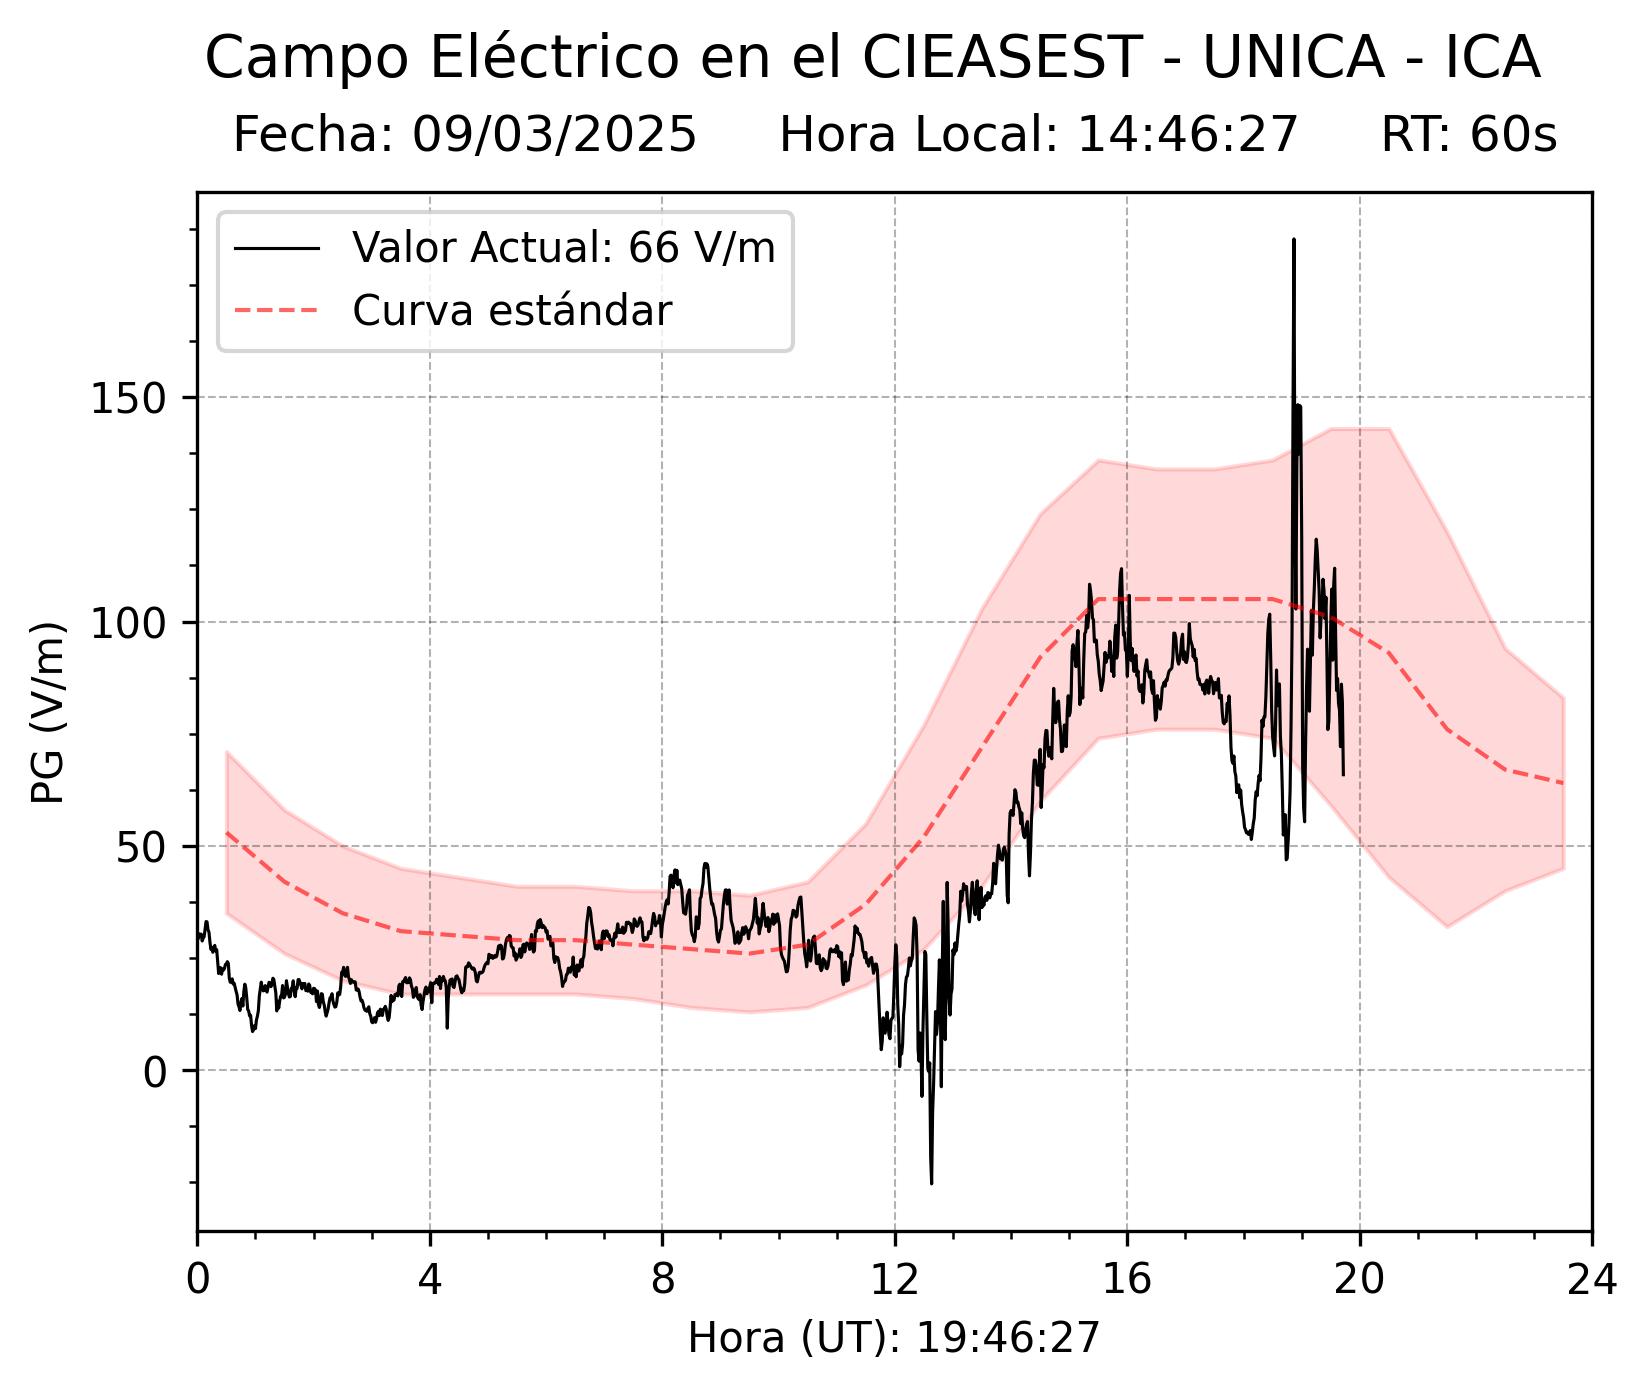 Campo Eléctrico en el CIEASEST - UNICA - ICA
Fecha: 09/03/2025 Hora Local: 14:46:27 RT: 60s
Valor Actual: 66 V/m
Curva estándar
150
100
50
0
PG (V/m)
0 4 8 12 16 20 24
Hora (UT): 19:46:27